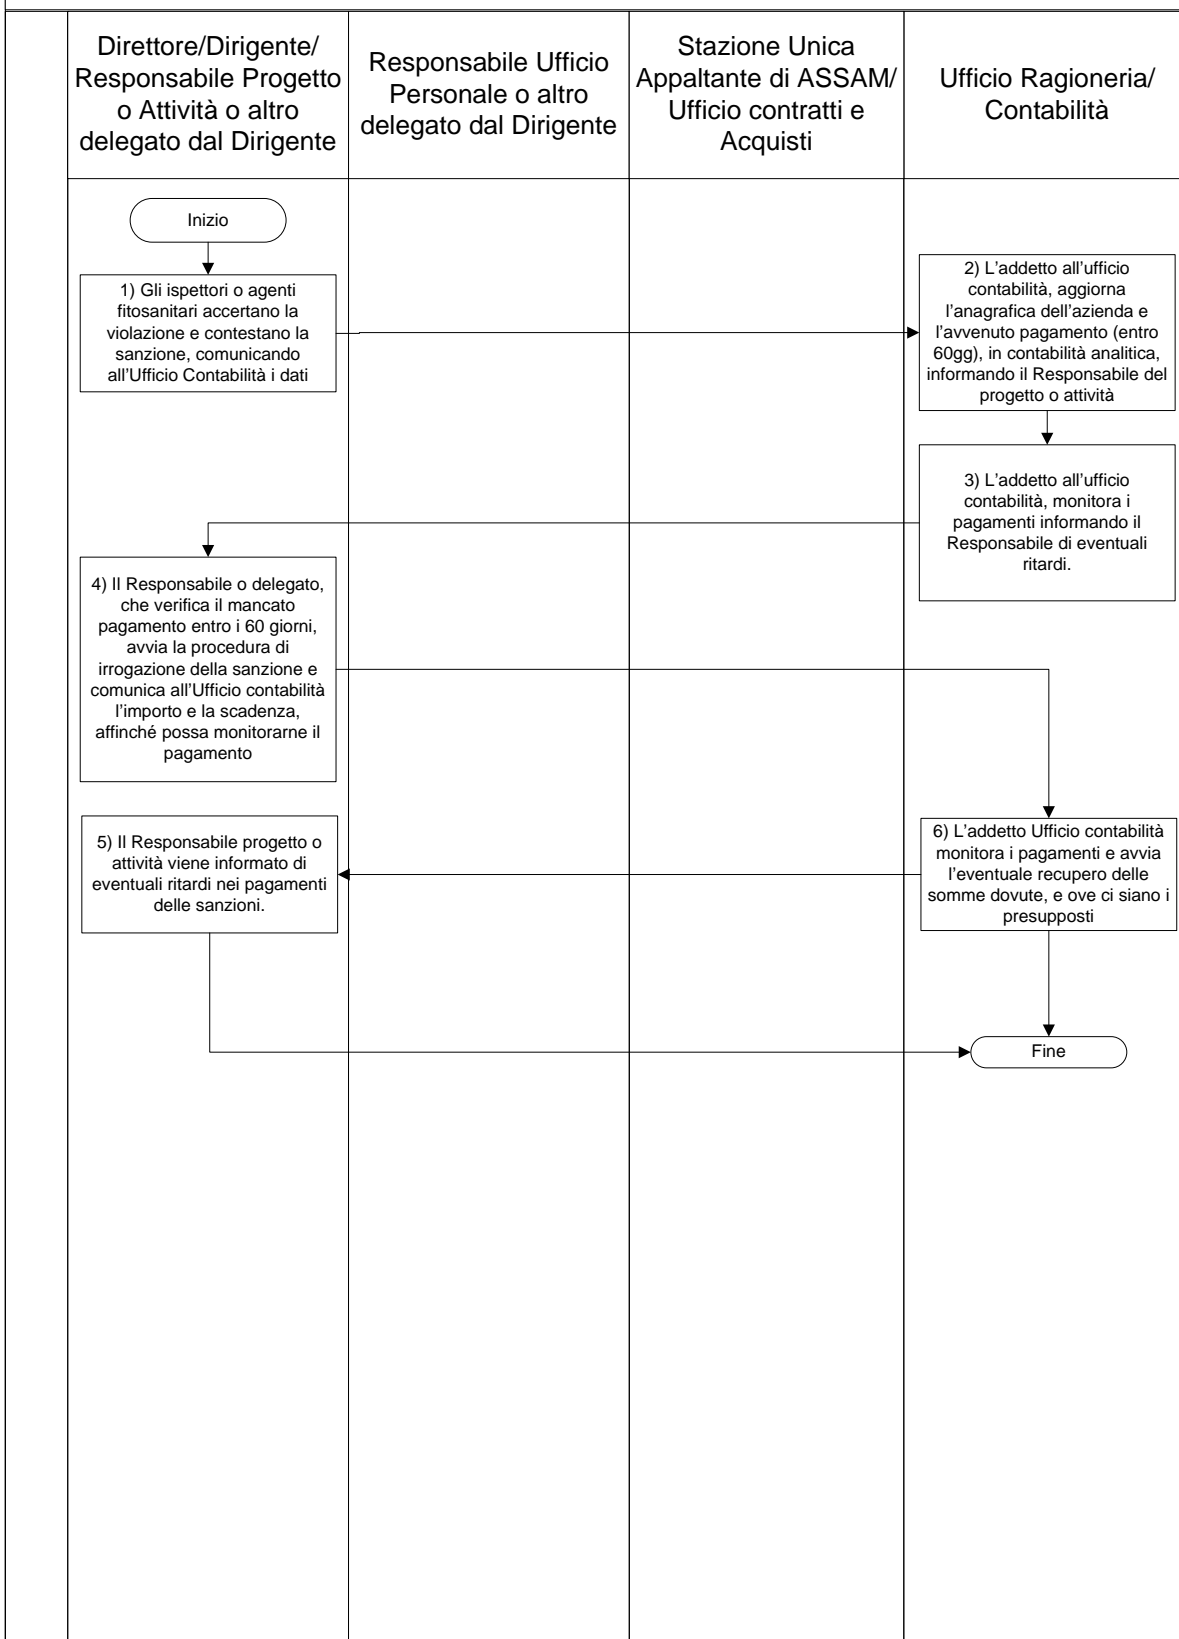 Direttore/Dirigente/
Responsabile Progetto
o Attività o altro
delegato dal Dirigente
Responsabile Ufficio
Personale o altro
delegato dal Dirigente
Stazione Unica
Appaltante di ASSAM/
Ufficio contratti e
Acquisti
Ufficio Ragioneria/
Contabilità
Inizio
1) Gli ispettori o agenti
fitosanitari accertano la
violazione e contestano la
sanzione, comunicando
all’Ufficio Contabilità i dati
2) L’addetto all’ufficio
contabilità, aggiorna
l’anagrafica dell’azienda e
l’avvenuto pagamento (entro
60gg), in contabilità analitica,
informando il Responsabile del
progetto o attività
3) L’addetto all’ufficio
contabilità, monitora i
pagamenti informando il
Responsabile di eventuali
ritardi.
4) Il Responsabile o delegato,
che verifica il mancato
pagamento entro i 60 giorni,
avvia la procedura di
irrogazione della sanzione e
comunica all’Ufficio contabilità
l’importo e la scadenza,
affinché possa monitorarne il
pagamento
5) Il Responsabile progetto o
attività viene informato di
eventuali ritardi nei pagamenti
delle sanzioni.
6) L’addetto Ufficio contabilità
monitora i pagamenti e avvia
l’eventuale recupero delle
somme dovute, e ove ci siano i
presupposti
Fine